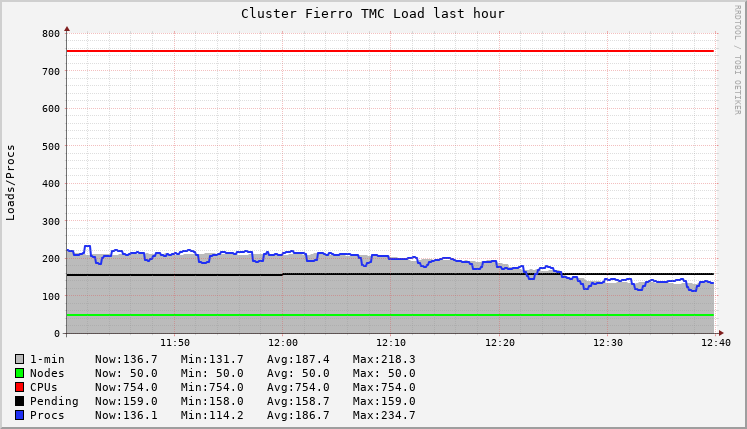 Cluster Fierro TMC Load last hour
RRDTOOL / TOBI OETIKER
Loads/Procs
800
700
600
500
400
300
200
100
0
11:50 12:00 12:10 12:20 12:30 12:40
1-min Now:136.7 Min:131.7 Avg:187.4 Max:218.3
Nodes Now: 50.0 Min: 50.0 Avg: 50.0 Max: 50.0
CPUs Now:754.0 Min:754.0 Avg:754.0 Max:754.0
Pending Now:159.0 Min:158.0 Avg:158.7 Max:159.0
Procs Now:136.1 Min:114.2 Avg:186.7 Max:234.7